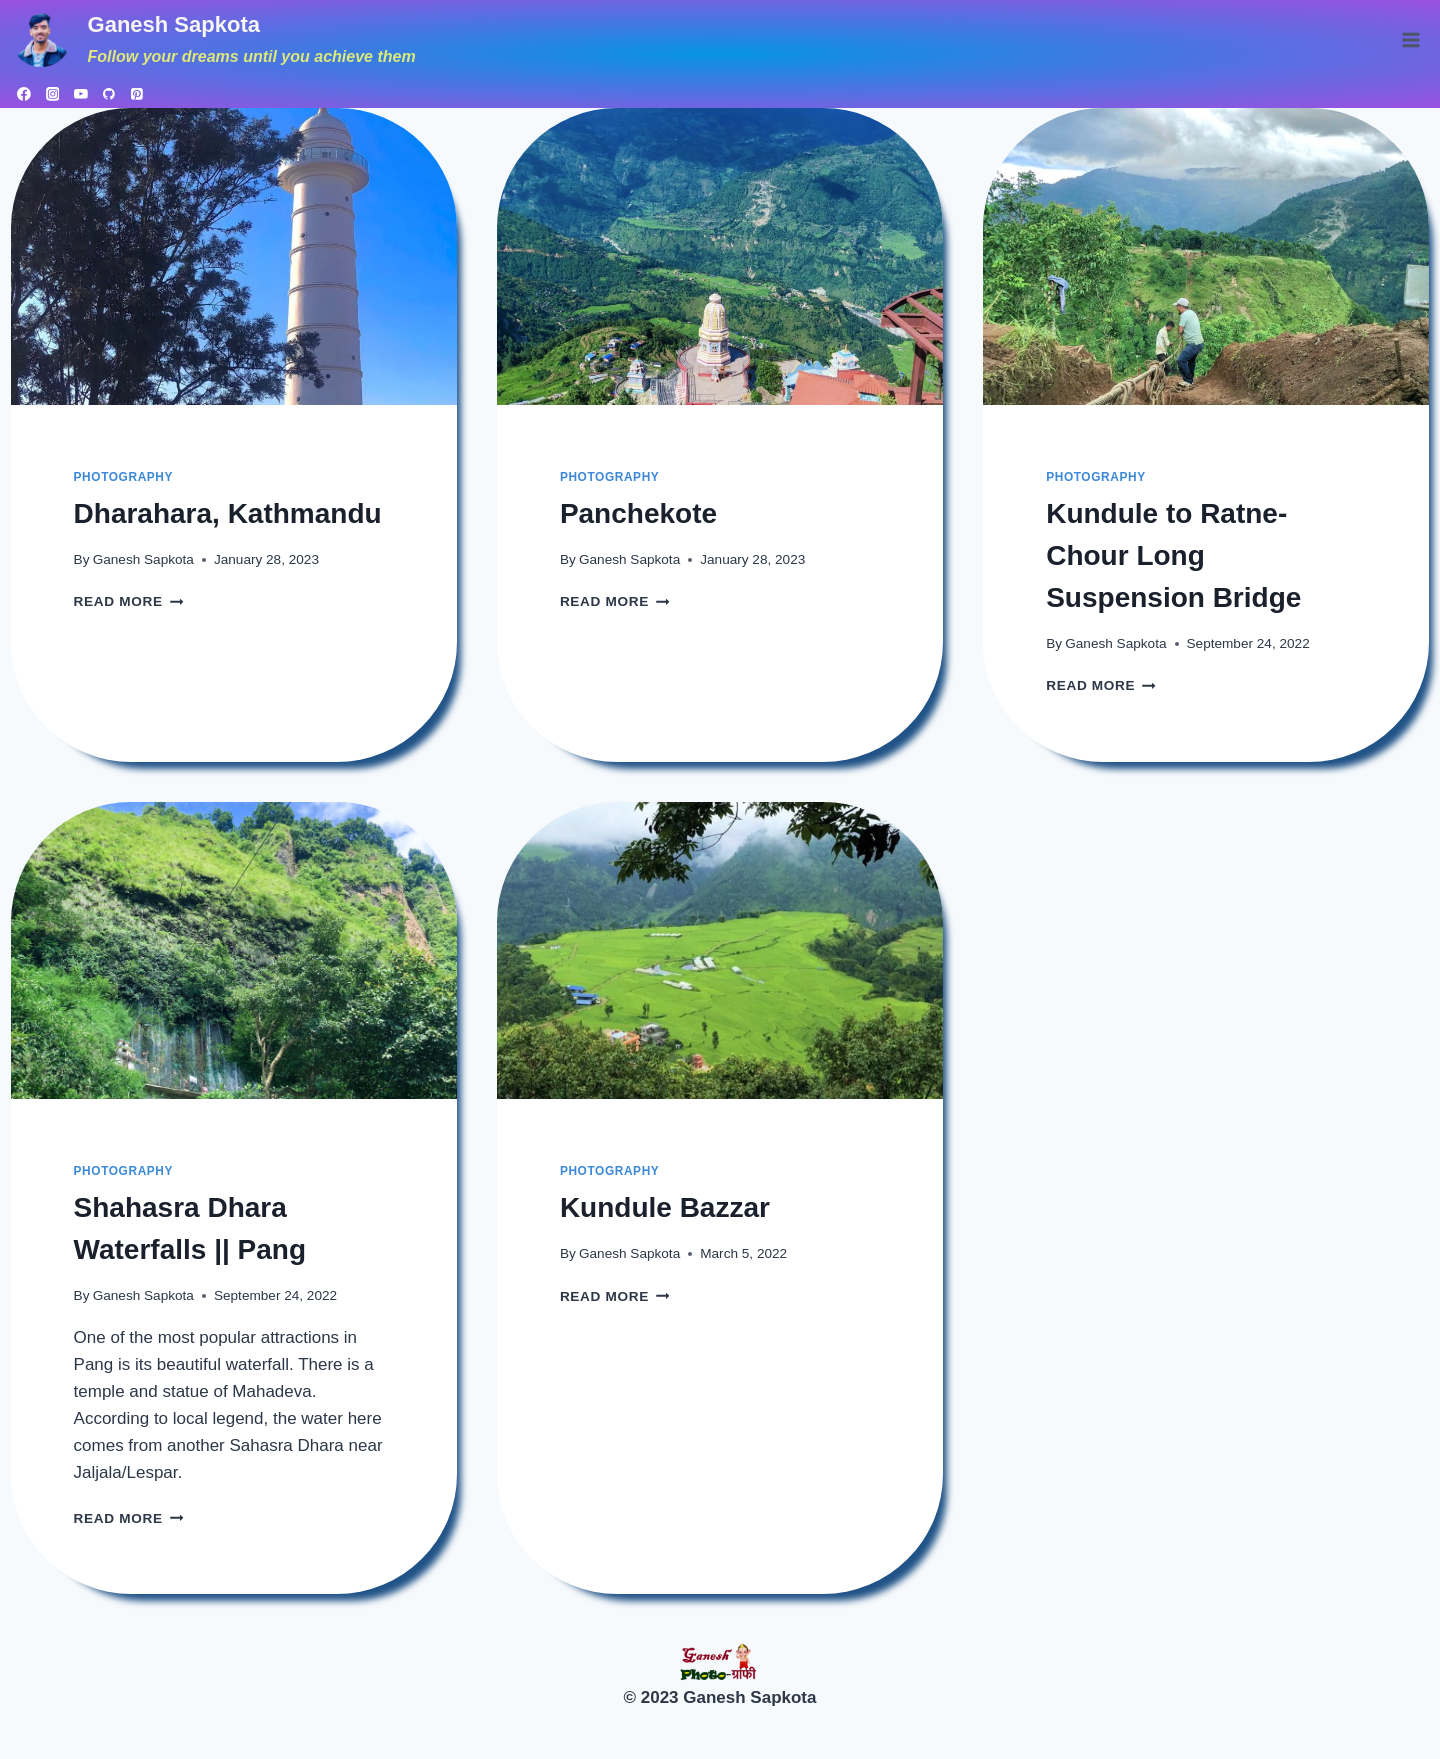 Ganesh Sapkota
Follow your dreams until you achieve them
PHOTOGRAPHY
Dharahara, Kathmandu
By Ganesh Sapkota • January 28, 2023
READ MORE
PHOTOGRAPHY
Panchekote
By Ganesh Sapkota • January 28, 2023
READ MORE
PHOTOGRAPHY
Kundule to Ratne-
Chour Long
Suspension Bridge
By Ganesh Sapkota • September 24, 2022
READ MORE
PHOTOGRAPHY
Shahasra Dhara
Waterfalls || Pang
By Ganesh Sapkota • September 24, 2022
One of the most popular attractions in
Pang is its beautiful waterfall. There is a
temple and statue of Mahadeva.
According to local legend, the water here
comes from another Sahasra Dhara near
Jaljala/Lespar.
READ MORE
PHOTOGRAPHY
Kundule Bazzar
By Ganesh Sapkota • March 5, 2022
READ MORE
Ganesh
Photo-ग्राफी
© 2023 Ganesh Sapkota